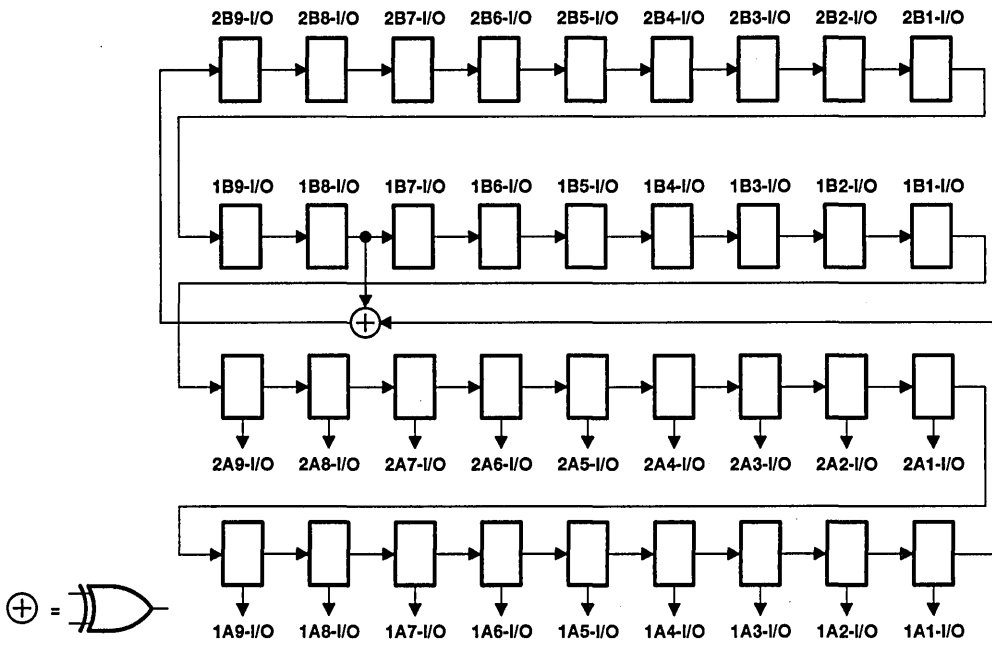 2B9-I/O 2B8-I/O 2B7-I/O 2B6-I/O 2B5-I/O 2B4-I/O 2B3-I/O 2B2-I/O 2B1-I/O
1B9-I/O 1B8-I/O 1B7-I/O 1B6-I/O 1B5-I/O 1B4-I/O 1B3-I/O 1B2-I/O 1B1-I/O
+
2A9-I/O 2A8-I/O 2A7-I/O 2A6-I/O 2A5-I/O 2A4-I/O 2A3-I/O 2A2-I/O 2A1-I/O
+ =
1A9-I/O 1A8-I/O 1A7-I/O 1A6-I/O 1A5-I/O 1A4-I/O 1A3-I/O 1A2-I/O 1A1-I/O